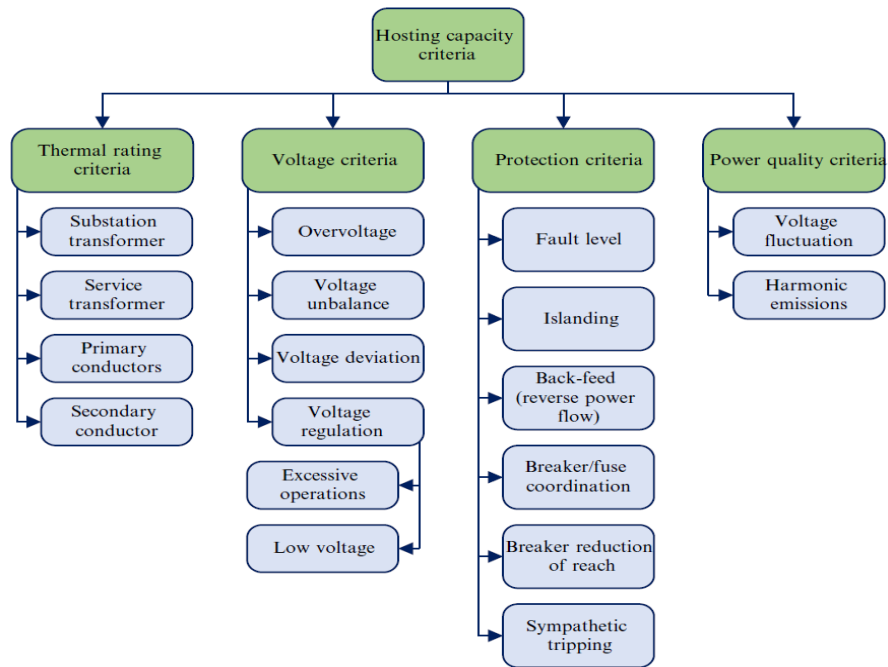 Hosting capacity
criteria
Thermal rating
criteria
Substation
transformer
Service
transformer
Primary
conductors
Secondary
conductor
Voltage criteria
Overvoltage
Voltage
unbalance
Voltage deviation
Voltage
regulation
Excessive
operations
Low voltage
Protection criteria
Fault level
Islanding
Back-feed
(reverse power
flow)
Breaker/fuse
coordination
Breaker reduction
of reach
Sympathetic
tripping
Power quality criteria
Voltage
fluctuation
Harmonic
emissions